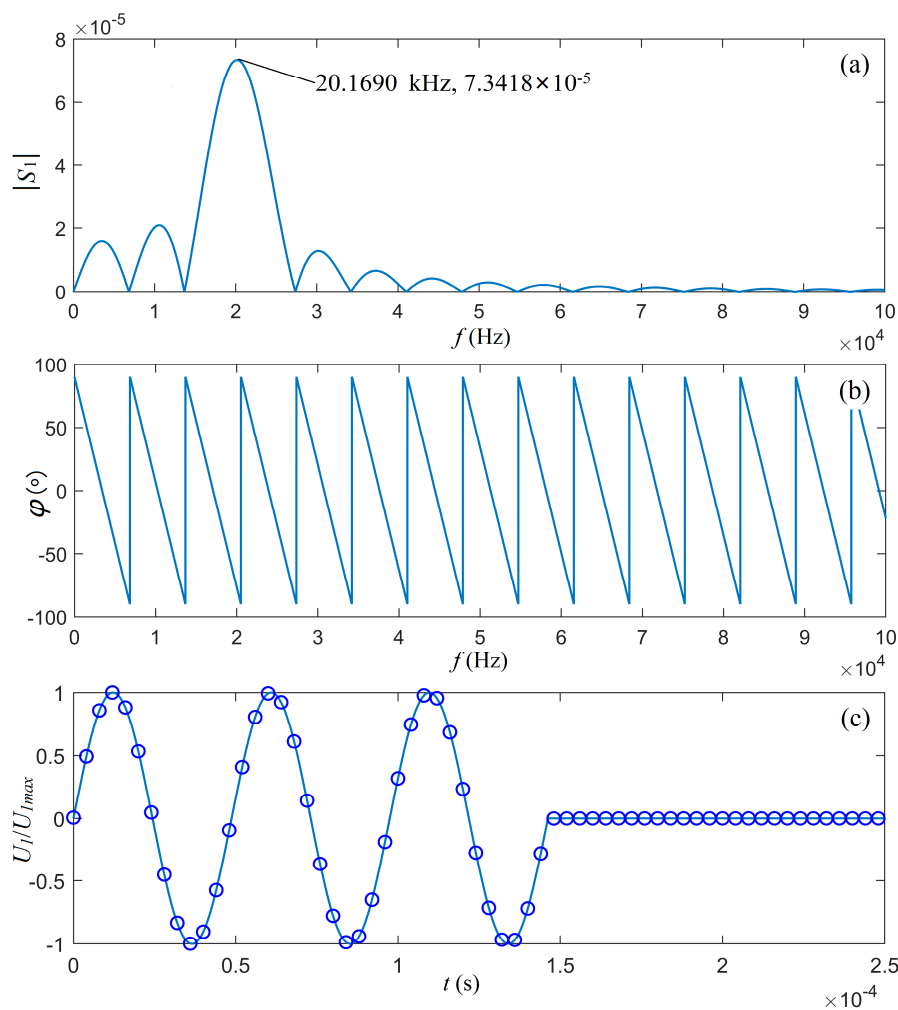 ×10⁻⁵
8
6
4
2
0
|S₁|
(a)
20.1690 kHz, 7.3418×10⁻⁵
0 1 2 3 4 5 6 7 8 9 10
f (Hz)
×10⁴
100
50
0
-50
-100
φ (°)
(b)
0 1 2 3 4 5 6 7 8 9 10
f (Hz)
×10⁴
1
0.5
0
-0.5
-1
U₁/U₁ₘₐₓ
(c)
0 0.5 1 1.5 2 2.5
t (s)
×10⁻⁴